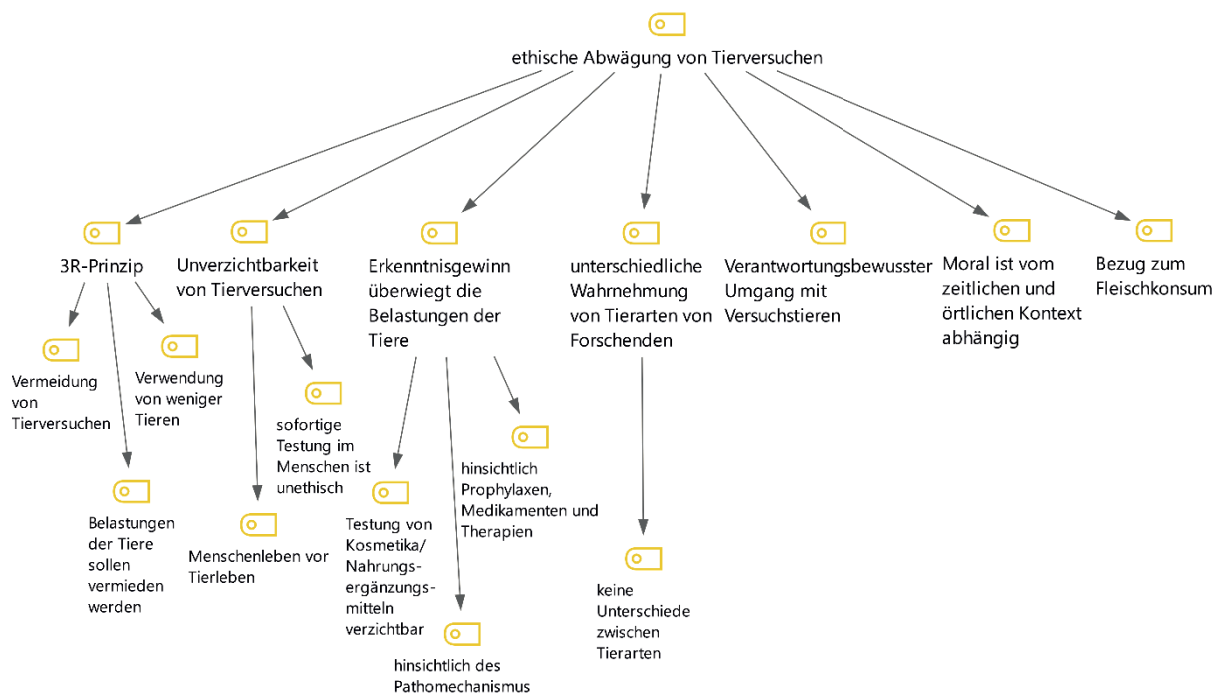 ethische Abwägung von Tierversuchen
3R-Prinzip
Unverzichtbarkeit
von Tierversuchen
Erkenntnisgewinn
überwiegt die
Belastungen der
Tiere
unterschiedliche
Wahrnehmung
von Tierarten von
Forschenden
Verantwortungsbewusster
Umgang mit
Versuchstieren
Moral ist vom
zeitlichen und
örtlichen Kontext
abhängig
Bezug zum
Fleischkonsum
Vermeidung
von
Tierversuchen
Verwendung
von weniger
Tieren
sofortige
Testung im
Menschen ist
unethisch
hinsichtlich
Prophylaxen,
Medikamenten und
Therapien
Belastungen
der Tiere
sollen
vermieden
werden
Menschenleben vor
Tierleben
Testung von
Kosmetika/
Nahrungs-
ergänzungs-
mitteln
verzichtbar
keine
Unterschiede
zwischen
Tierarten
hinsichtlich des
Pathomechanismus